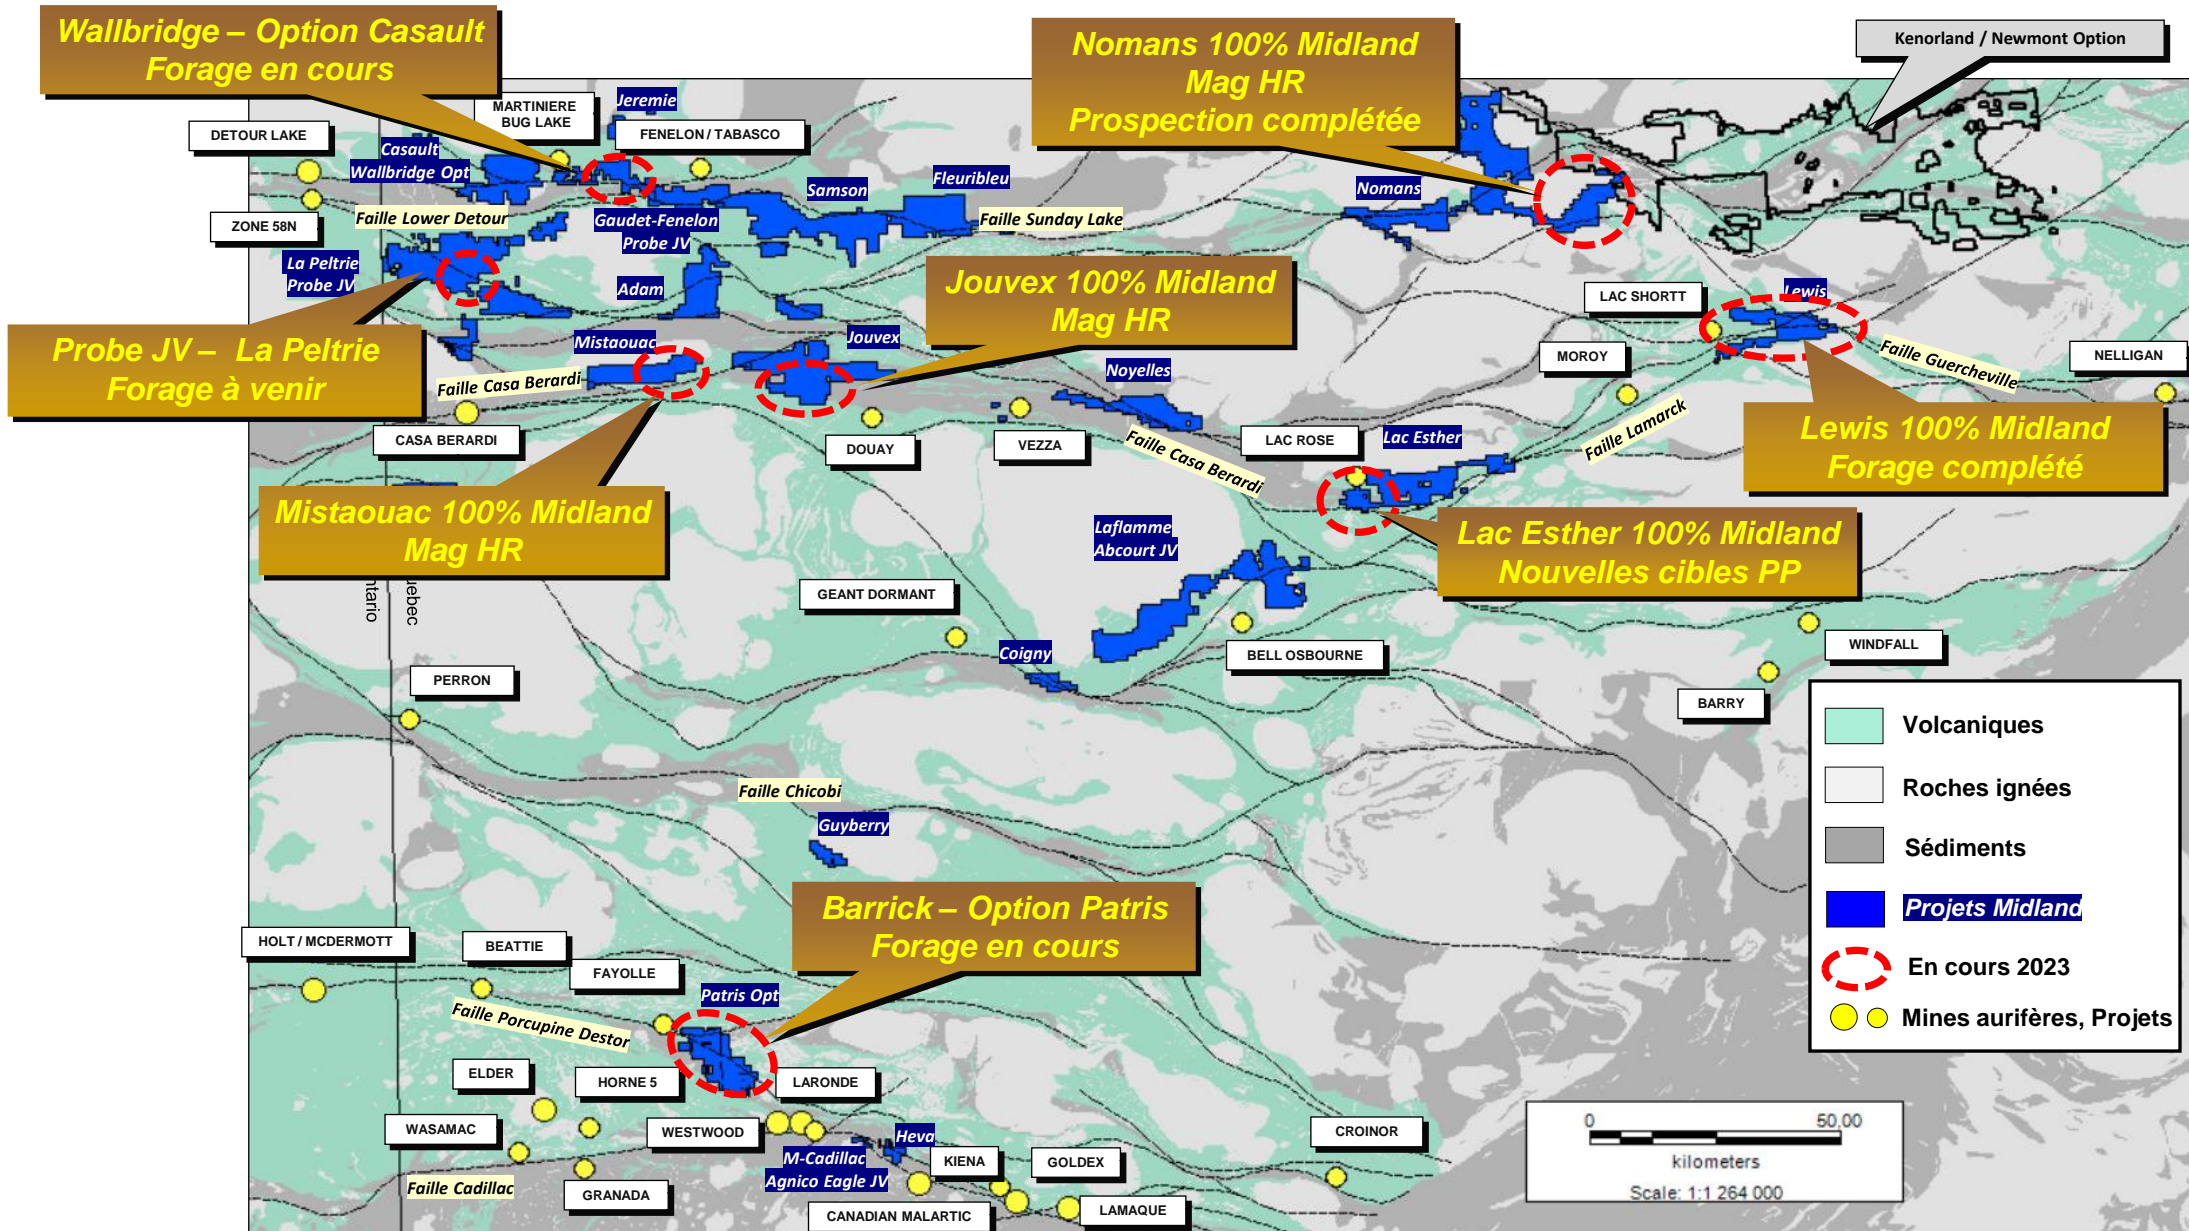 Wallbridge – Option Casault
Forage en cours
Nomans 100% Midland
Mag HR
Prospection complétée
Kenorland / Newmont Option
MARTINIERE
BUG LAKE
Jeremie
FENELON / TABASCO
DETOUR LAKE
Casault
Wallbridge Opt
Samson
Fleuribleu
Nomans
ZONE 58N
Faille Lower Detour
Gaudet-Fenelon
Probe JV
Faille Sunday Lake
La Peltrie
Probe JV
Adam
Jouvex 100% Midland
Mag HR
LAC SHORTT
Lewis
Probe JV – La Peltrie
Forage à venir
Mistaouac
Jouvex
MOROY
Faille Guercheville
NELLIGAN
Faille Casa Berardi
Noyelles
CASA BERARDI
DOUAY
VEZZA
Faille Casa Berardi
LAC ROSE
Lac Esther
Faille Lamarck
Lewis 100% Midland
Forage complété
Mistaouac 100% Midland
Mag HR
Laflamme
Abcourt JV
Lac Esther 100% Midland
Nouvelles cibles PP
ntario
uebec
GEANT DORMANT
Coigny
BELL OSBOURNE
WINDFALL
PERRON
BARRY
Faille Chicobi
Guyberry
Volcaniques
Roches ignées
Sédiments
Projets Midland
En cours 2023
Mines aurifères, Projets
Barrick – Option Patris
Forage en cours
HOLT / MCDERMOTT
BEATTIE
FAYOLLE
Patris Opt
Faille Porcupine Destor
ELDER
HORNE 5
LARONDE
WASAMAC
WESTWOOD
Heva
M-Cadillac
Agnico Eagle JV
KIENA
GOLDEX
CROINOR
Faille Cadillac
GRANADA
CANADIAN MALARTIC
LAMAQUE
0 50,00
kilometers
Scale: 1:1 264 000